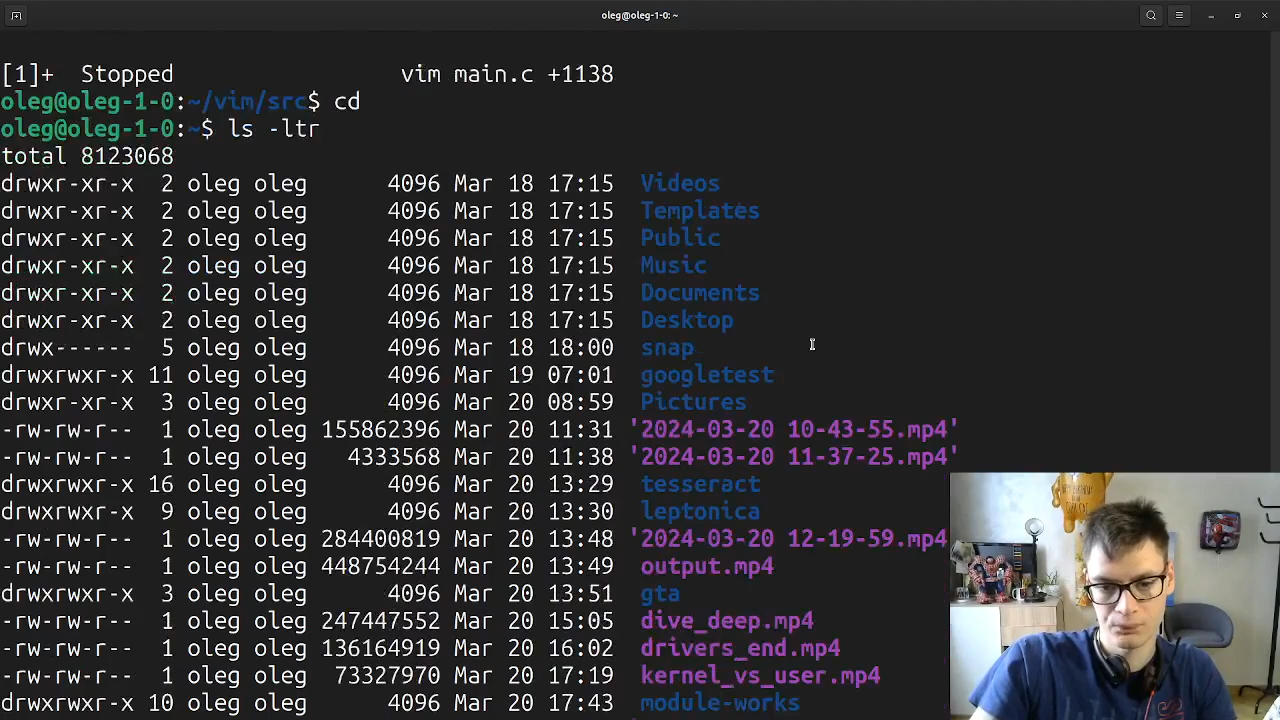 oleg@oleg-1-0: ~
[1]+  Stopped                 vim main.c +1138
oleg@oleg-1-0:~/vim/src$ cd
oleg@oleg-1-0:~$ ls -ltr
total 8123068
drwxr-xr-x  2 oleg oleg      4096 Mar 18 17:15  Videos
drwxr-xr-x  2 oleg oleg      4096 Mar 18 17:15  Templates
drwxr-xr-x  2 oleg oleg      4096 Mar 18 17:15  Public
drwxr-xr-x  2 oleg oleg      4096 Mar 18 17:15  Music
drwxr-xr-x  2 oleg oleg      4096 Mar 18 17:15  Documents
drwxr-xr-x  2 oleg oleg      4096 Mar 18 17:15  Desktop
drwx------  5 oleg oleg      4096 Mar 18 18:00  snap
drwxrwxr-x 11 oleg oleg      4096 Mar 19 07:01  googletest
drwxr-xr-x  3 oleg oleg      4096 Mar 20 08:59  Pictures
-rw-rw-r--  1 oleg oleg 155862396 Mar 20 11:31 '2024-03-20 10-43-55.mp4'
-rw-rw-r--  1 oleg oleg   4333568 Mar 20 11:38 '2024-03-20 11-37-25.mp4'
drwxrwxr-x 16 oleg oleg      4096 Mar 20 13:29  tesseract
drwxrwxr-x  9 oleg oleg      4096 Mar 20 13:30  leptonica
-rw-rw-r--  1 oleg oleg 284400819 Mar 20 13:48 '2024-03-20 12-19-59.mp4
-rw-rw-r--  1 oleg oleg 448754244 Mar 20 13:49  output.mp4
drwxrwxr-x  3 oleg oleg      4096 Mar 20 13:51  gta
-rw-rw-r--  1 oleg oleg 247447552 Mar 20 15:05  dive_deep.mp4
-rw-rw-r--  1 oleg oleg 136164919 Mar 20 16:02  drivers_end.mp4
-rw-rw-r--  1 oleg oleg  73327970 Mar 20 17:19  kernel_vs_user.mp4
drwxrwxr-x 10 oleg oleg      4096 Mar 20 17:43  module-works